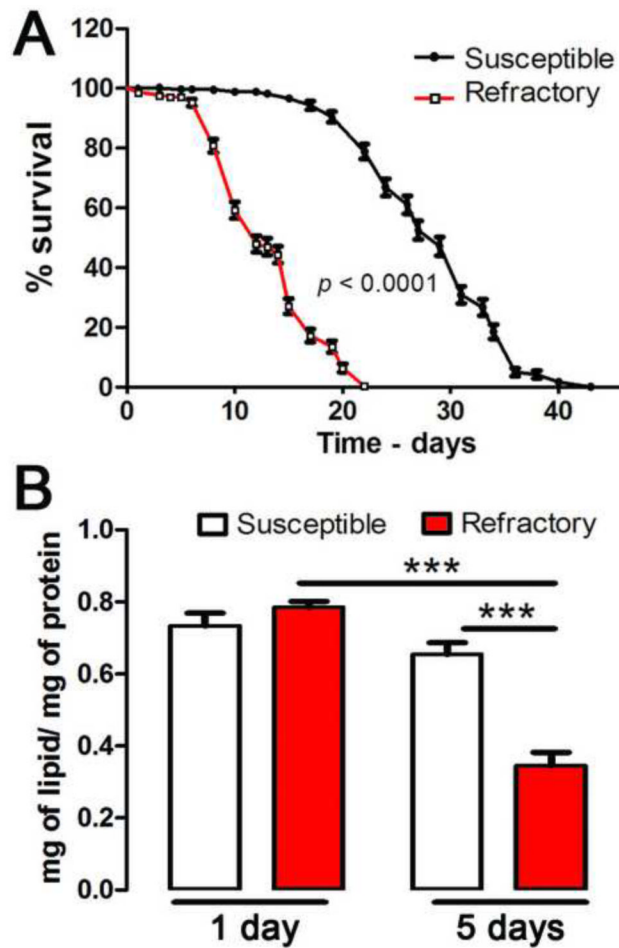 A
120
100
80
60
40
20
0
% survival
Susceptible
Refractory
p < 0.0001
0 10 20 30 40
Time - days
B
Susceptible Refractory
1.0
0.8
0.6
0.4
0.2
0.0
mg of lipid/ mg of protein
***
***
1 day 5 days